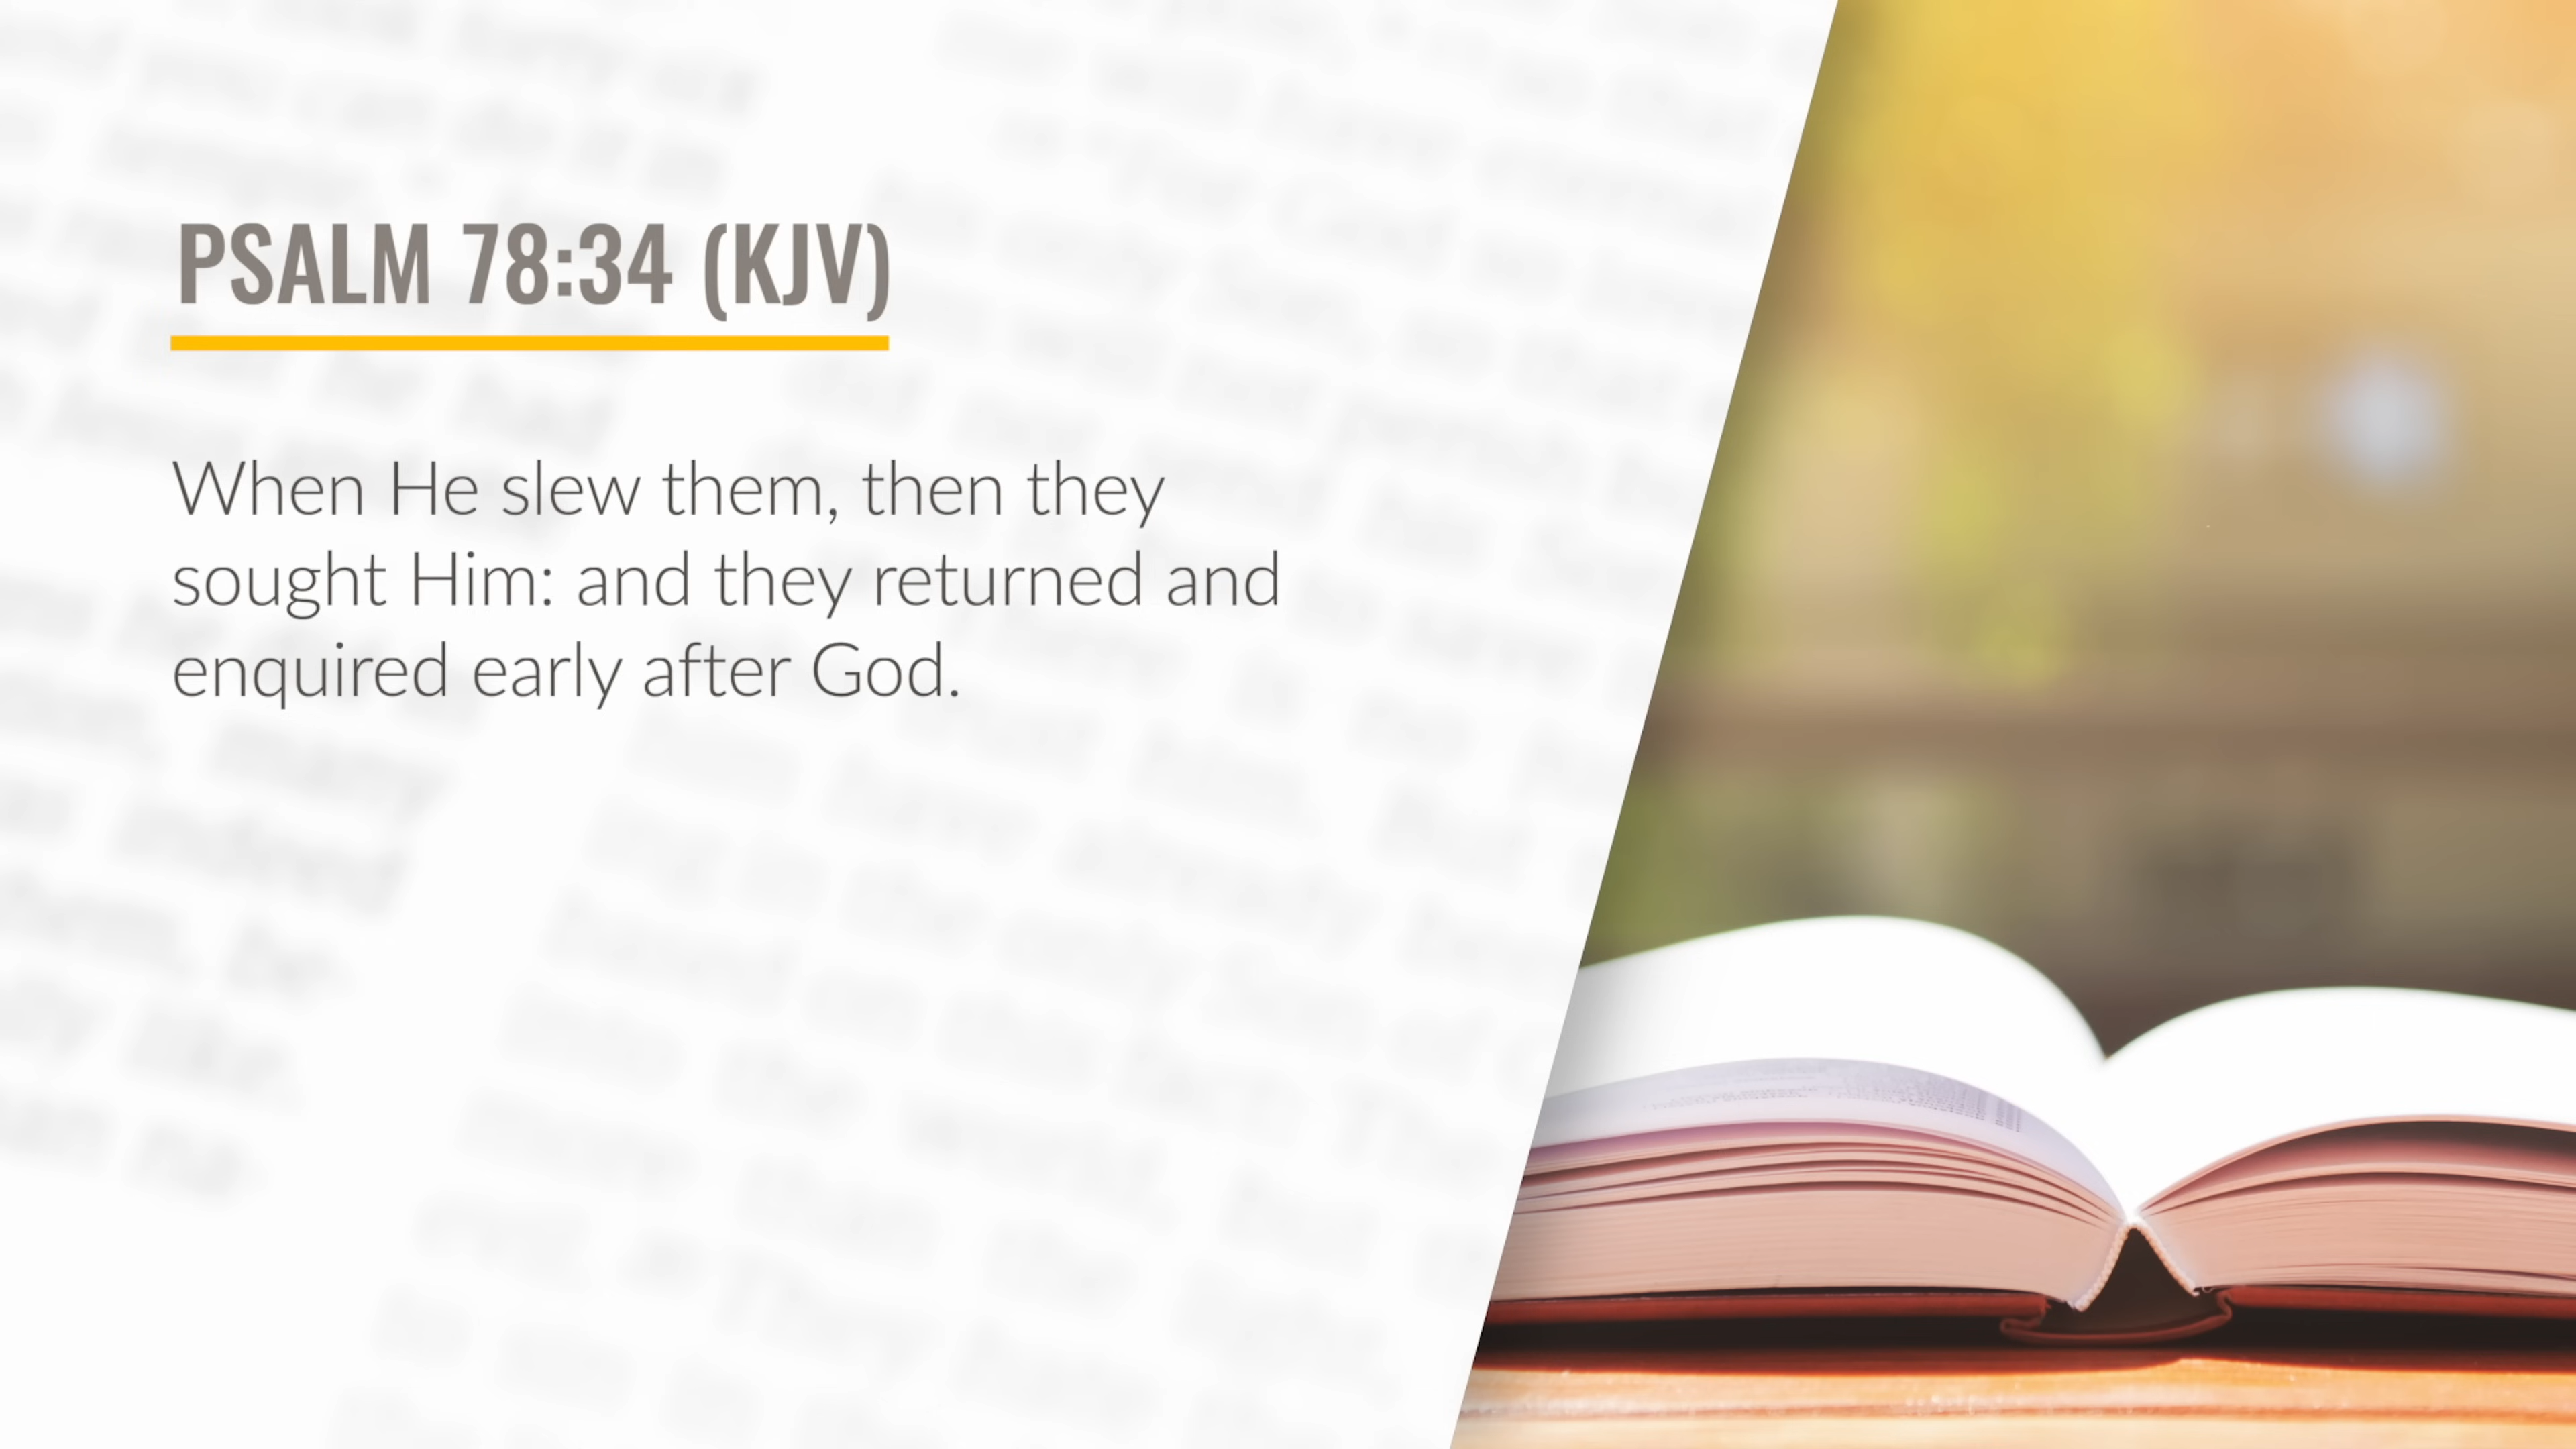 PSALM 78:34 (KJV)
When He slew them, then they
sought Him: and they returned and
enquired early after God.